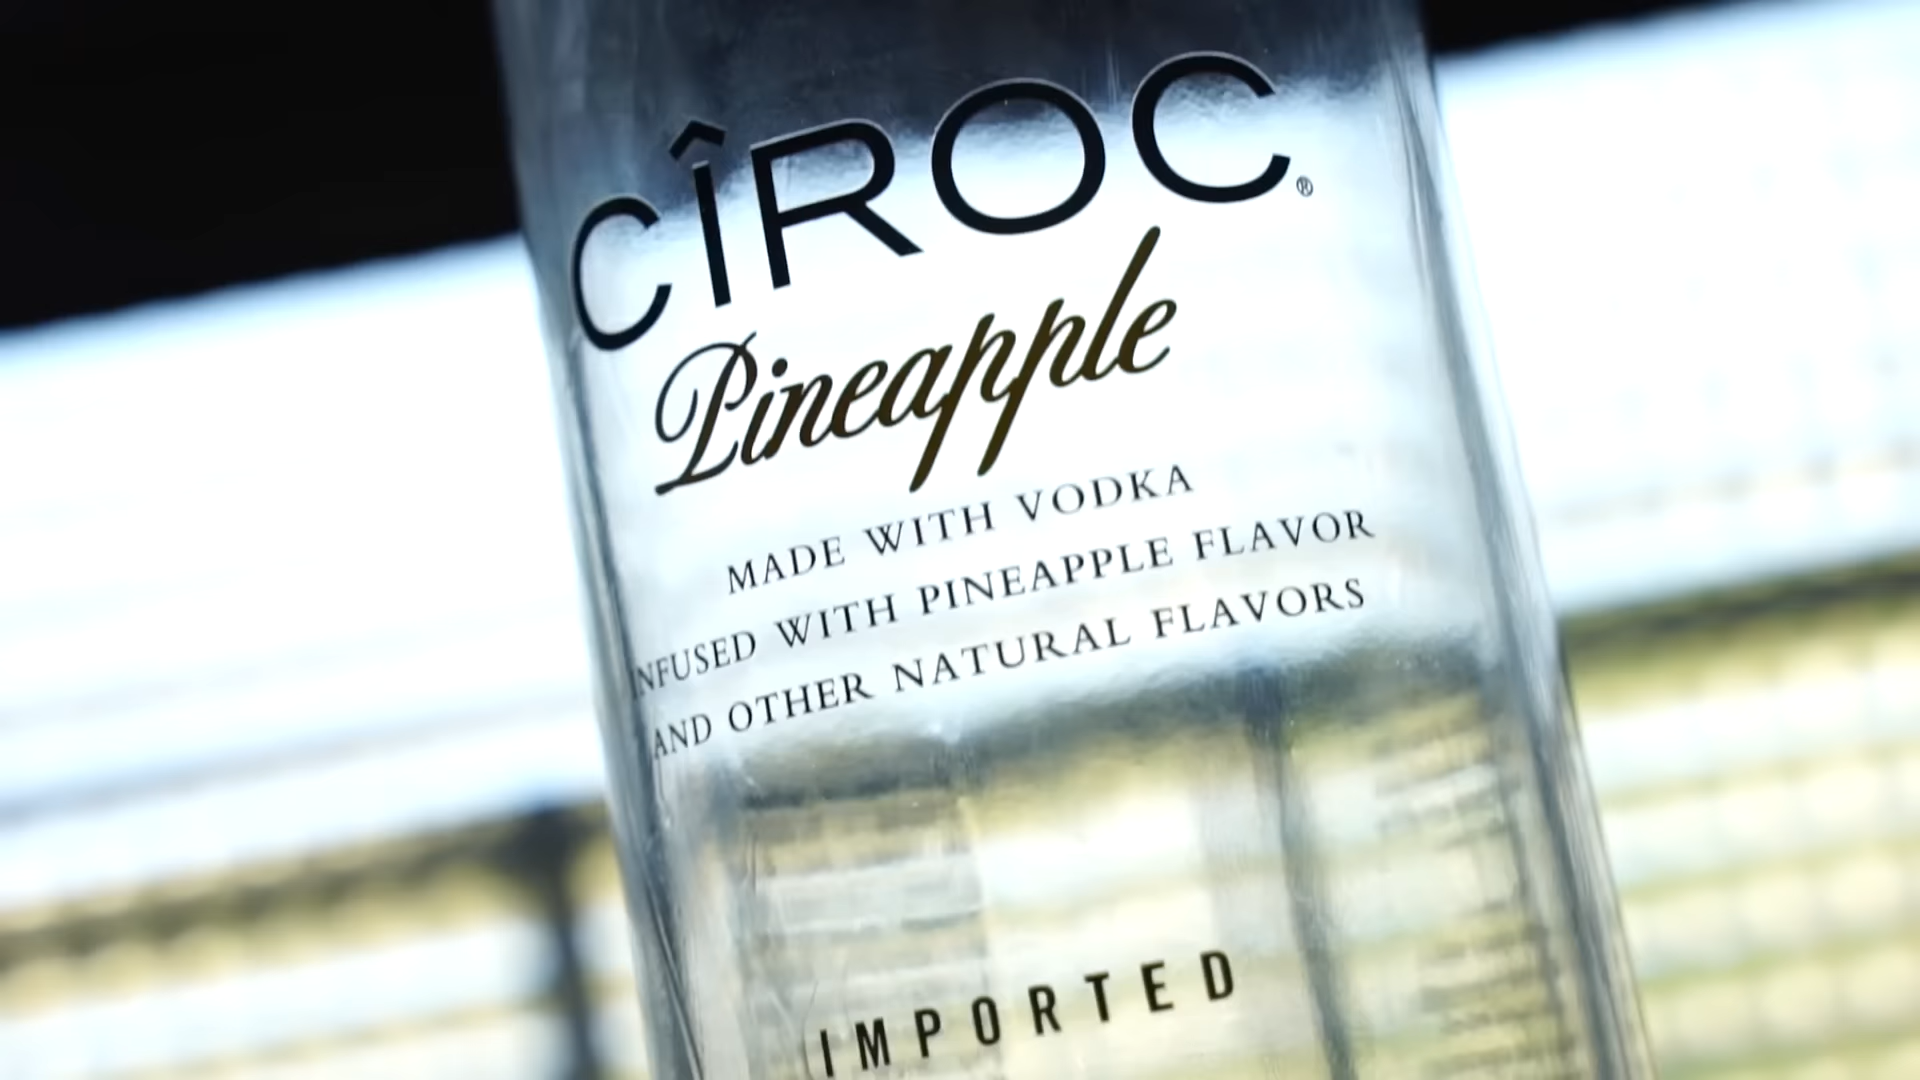 CÎROC®
Pineapple
MADE WITH VODKA
INFUSED WITH PINEAPPLE FLAVOR
AND OTHER NATURAL FLAVORS
IMPORTED